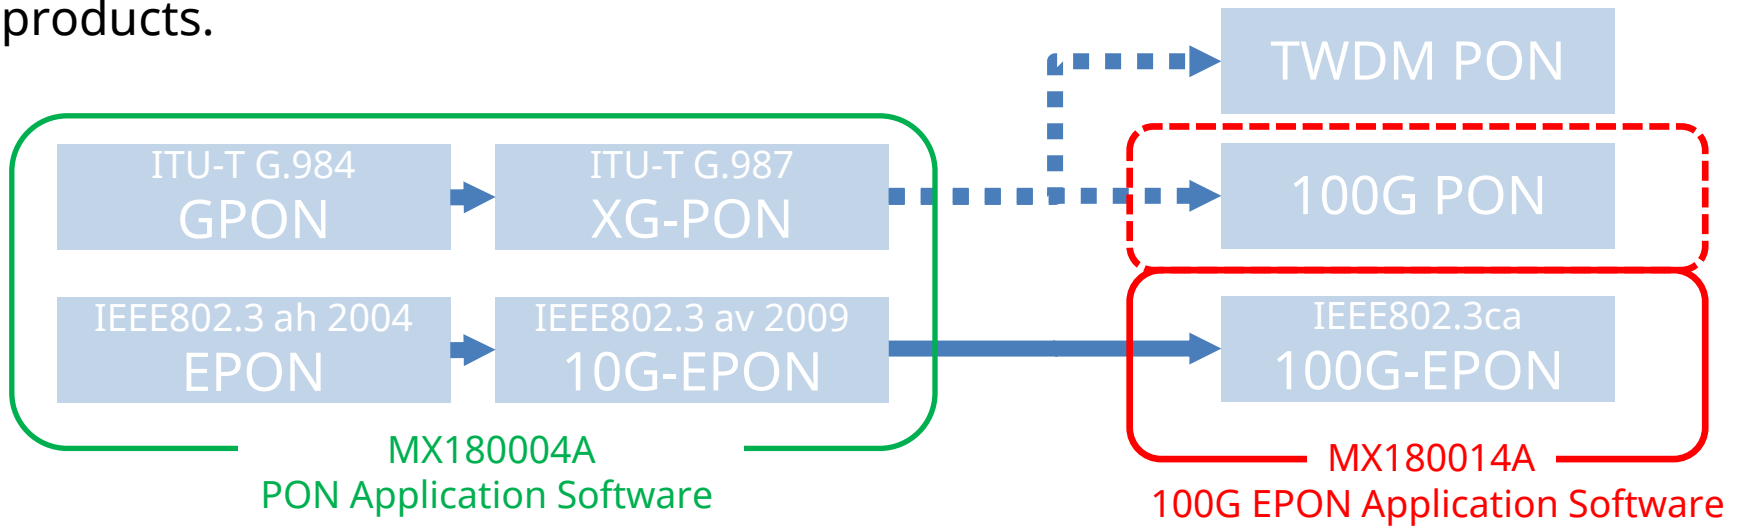 products.
TWDM PON
ITU-T G.984
GPON
ITU-T G.987
XG-PON
100G PON
IEEE802.3 ah 2004
EPON
IEEE802.3 av 2009
10G-EPON
IEEE802.3ca
100G-EPON
MX180004A
PON Application Software
MX180014A
100G EPON Application Software